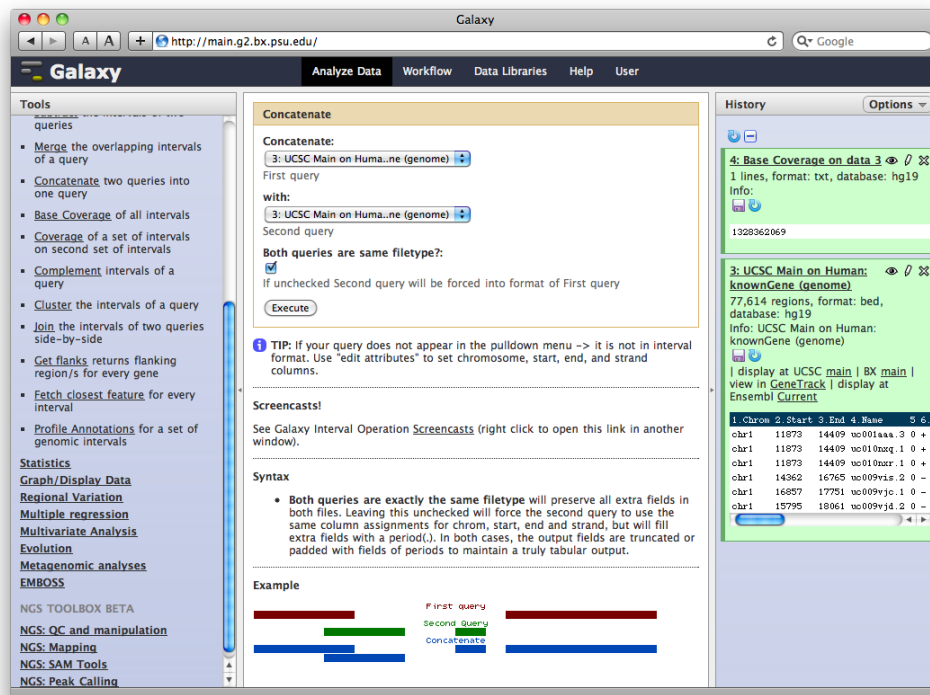 Galaxy
A A + http://main.g2.bx.psu.edu/ Google
Galaxy Analyze Data Workflow Data Libraries Help User
Tools
Subtract the intervals of two
queries
Merge the overlapping intervals
of a query
Concatenate two queries into
one query
Base Coverage of all intervals
Coverage of a set of intervals
on second set of intervals
Complement intervals of a
query
Cluster the intervals of a query
Join the intervals of two queries
side-by-side
Get flanks returns flanking
region/s for every gene
Fetch closest feature for every
interval
Profile Annotations for a set of
genomic intervals
Statistics
Graph/Display Data
Regional Variation
Multiple regression
Multivariate Analysis
Evolution
Metagenomic analyses
EMBOSS
NGS TOOLBOX BETA
NGS: QC and manipulation
NGS: Mapping
NGS: SAM Tools
NGS: Peak Calling
Concatenate
Concatenate:
3: UCSC Main on Huma..ne (genome)
First query
with:
3: UCSC Main on Huma..ne (genome)
Second query
Both queries are same filetype?:
If unchecked Second query will be forced into format of First query
Execute
TIP: If your query does not appear in the pulldown menu -> it is not in interval
format. Use "edit attributes" to set chromosome, start, end, and strand
columns.
Screencasts!
See Galaxy Interval Operation Screencasts (right click to open this link in another
window).
Syntax
Both queries are exactly the same filetype will preserve all extra fields in
both files. Leaving this unchecked will force the second query to use the
same column assignments for chrom, start, end and strand, but will fill
extra fields with a period(.). In both cases, the output fields are truncated or
padded with fields of periods to maintain a truly tabular output.
Example
First query
Second Query
Concatenate
History Options
4: Base Coverage on data 3
1 lines, format: txt, database: hg19
Info:
1328362069
3: UCSC Main on Human:
knownGene (genome)
77,614 regions, format: bed,
database: hg19
Info: UCSC Main on Human:
knownGene (genome)
| display at UCSC main | BX main |
view in GeneTrack | display at
Ensembl Current
1.Chrom 2.Start 3.End 4.Name 5 6.
chr1 11873 14409 uc001aaa.3 0 +
chr1 11873 14409 uc010nxq.1 0 +
chr1 11873 14409 uc010nxr.1 0 +
chr1 14362 16765 uc009vis.2 0 -
chr1 16857 17751 uc009vjc.1 0 -
chr1 15795 18061 uc009vjd.2 0 -